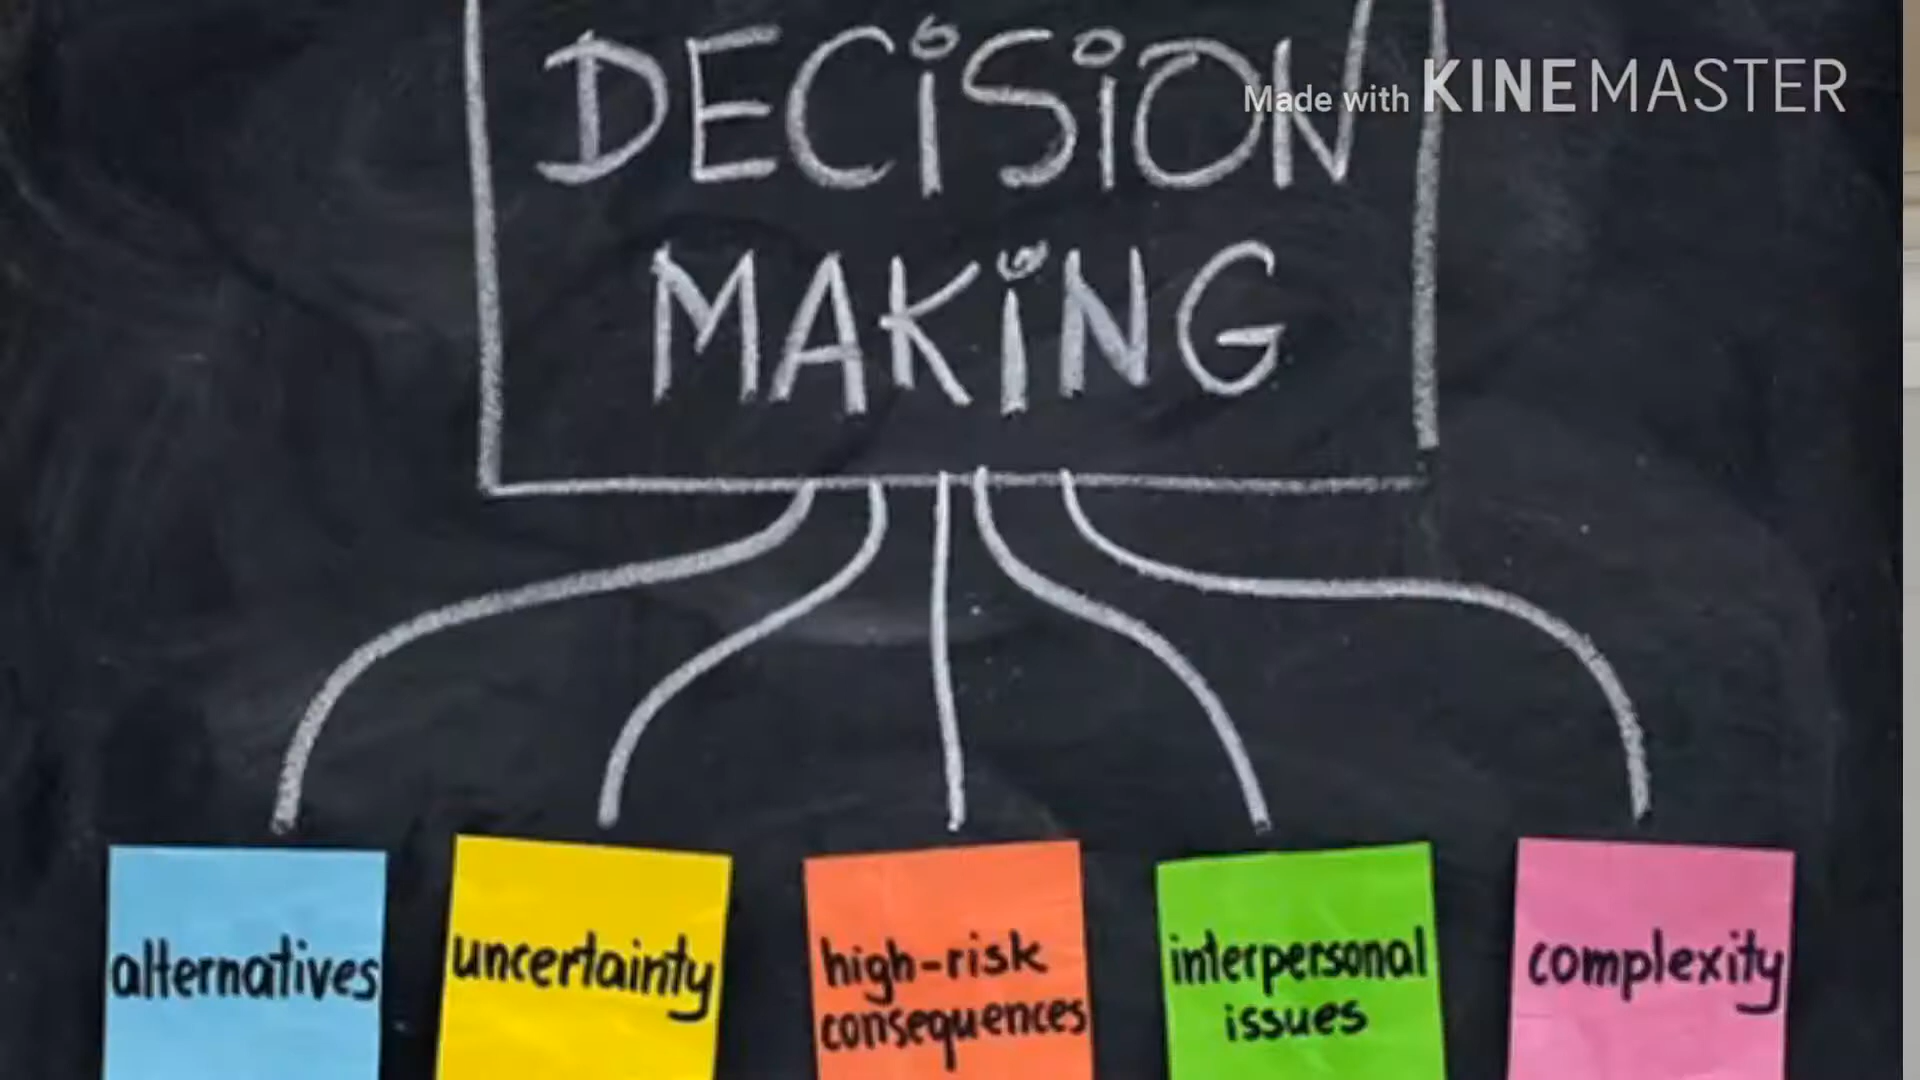 DECiSiON
Made with KINEMASTER
MAKiNG
alternatives
uncertainty
high-risk
consequences
interpersonal
issues
complexity